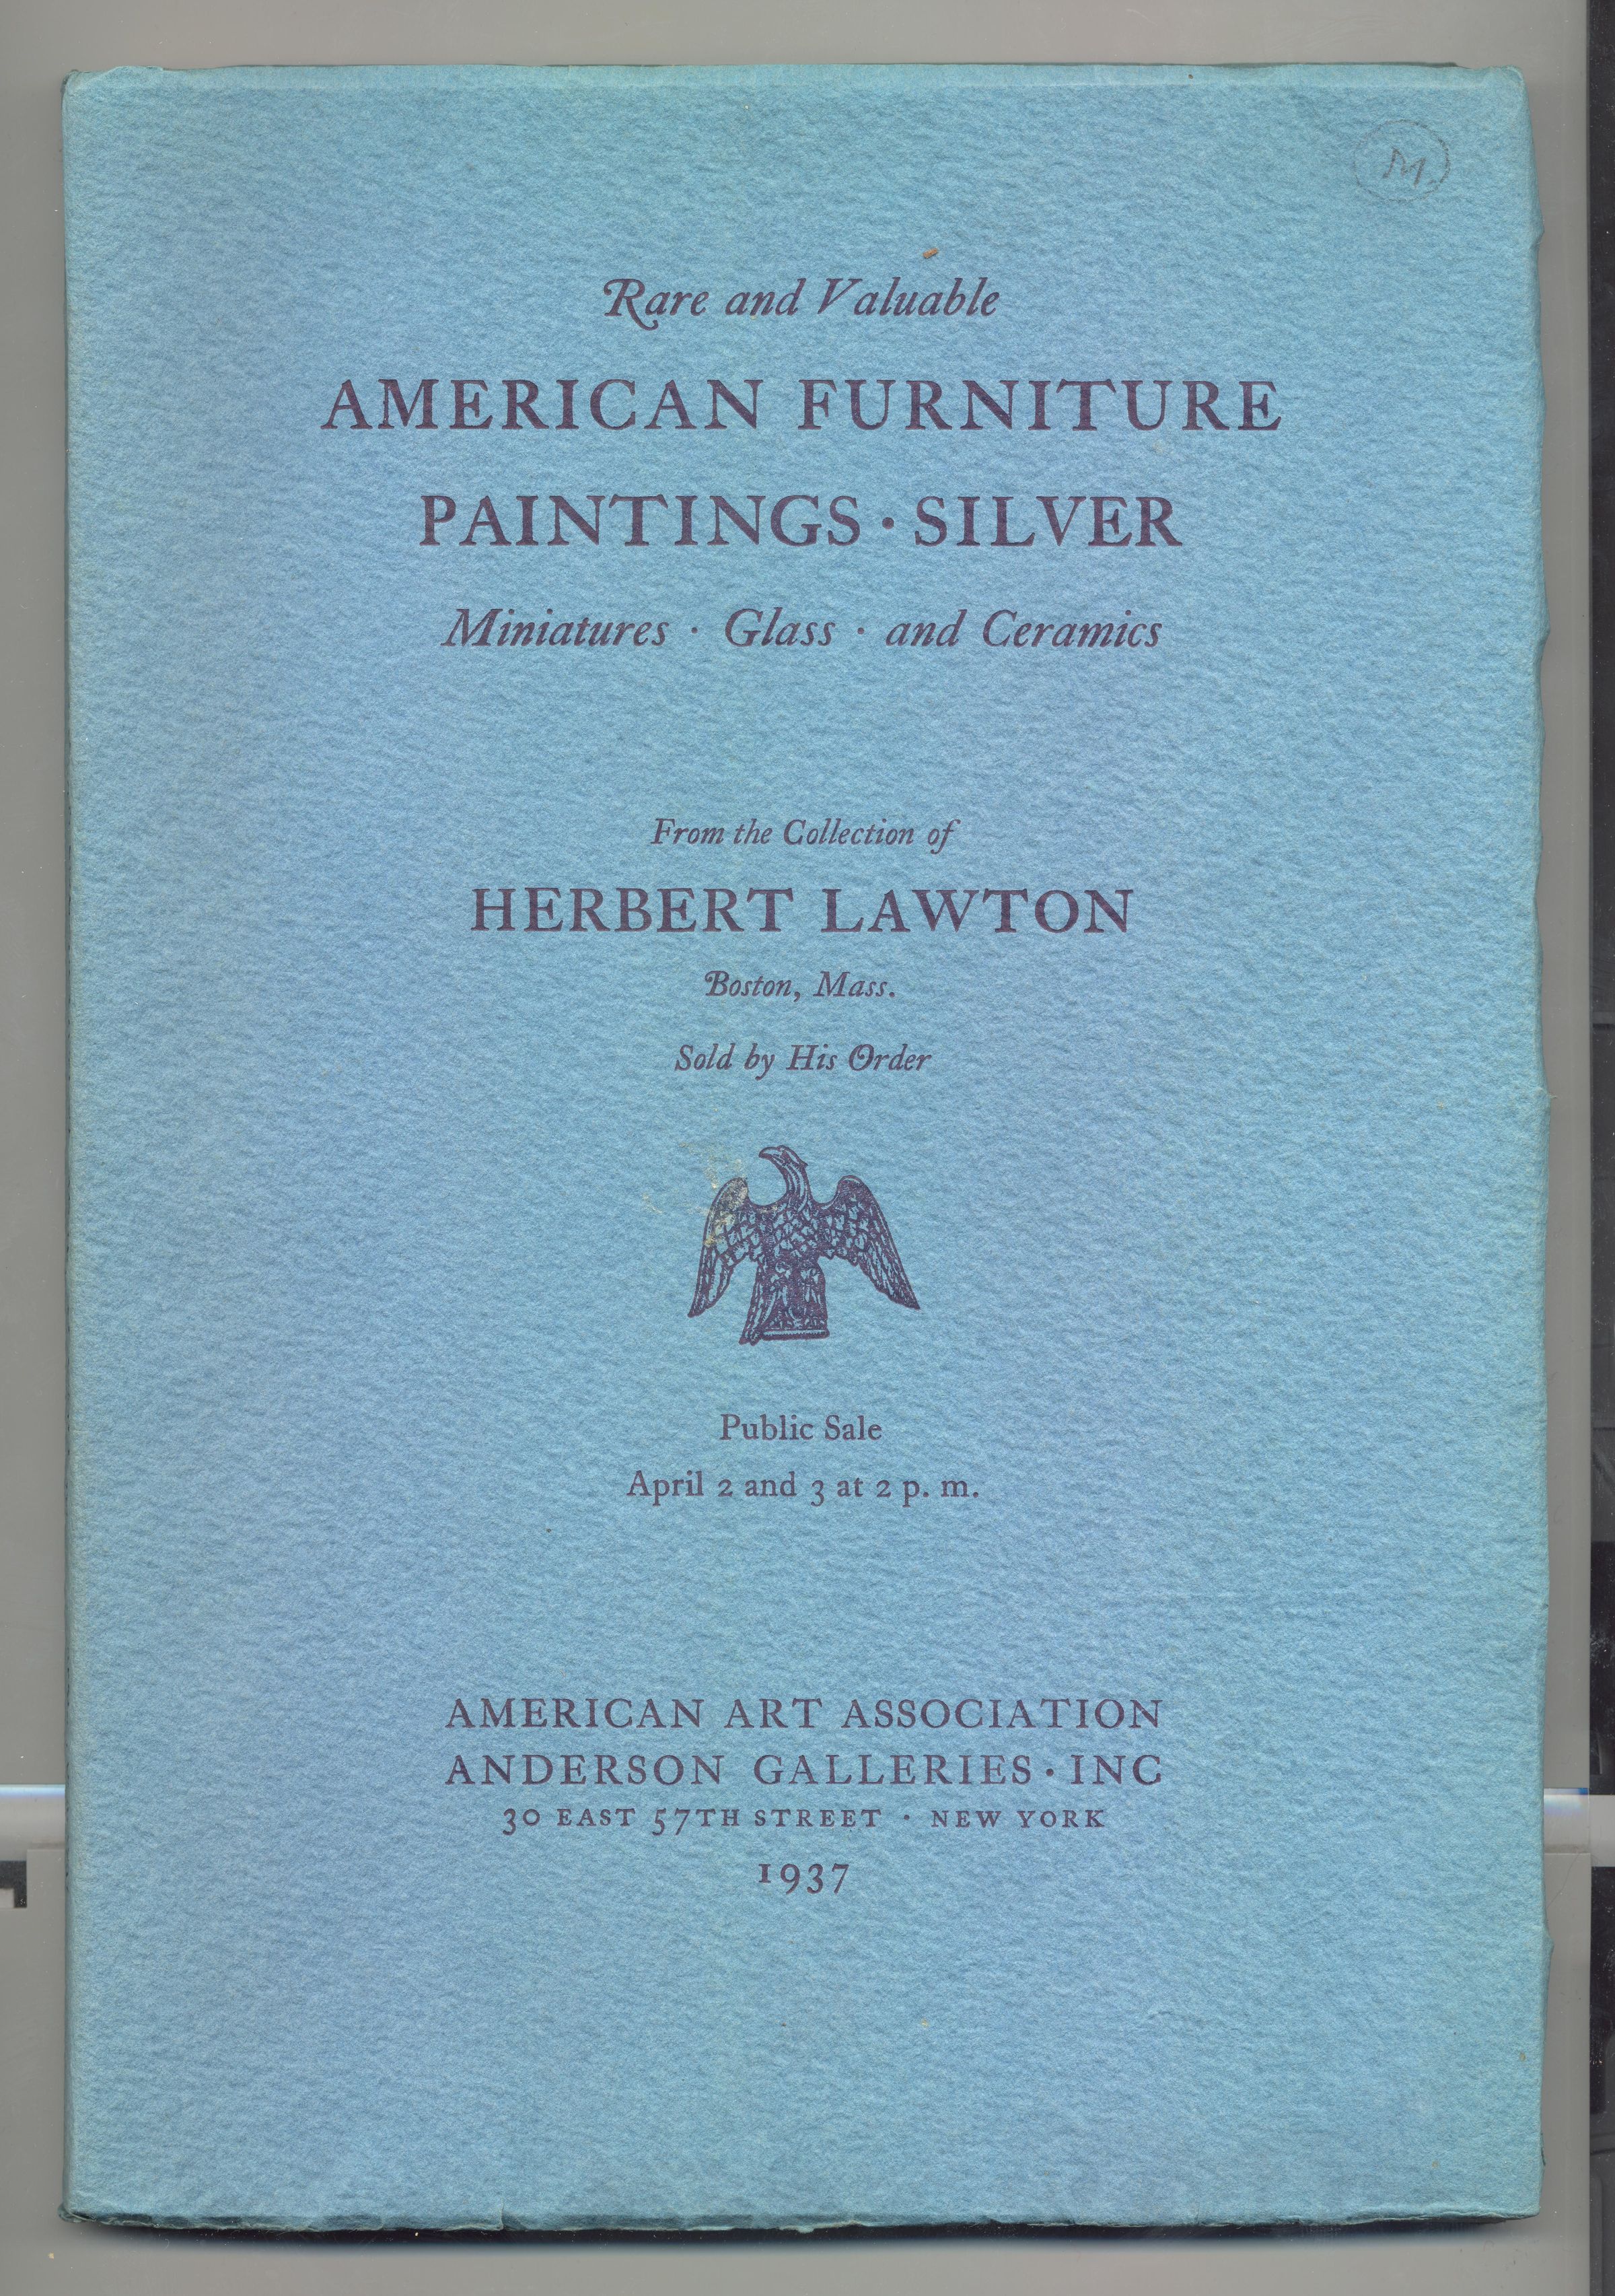 M.
Rare and Valuable
AMERICAN FURNITURE
PAINTINGS · SILVER
Miniatures · Glass · and Ceramics
From the Collection of
HERBERT LAWTON
Boston, Mass.
Sold by His Order
Public Sale
April 2 and 3 at 2 p. m.
AMERICAN ART ASSOCIATION
ANDERSON GALLERIES · INC
30 EAST 57TH STREET · NEW YORK
1937